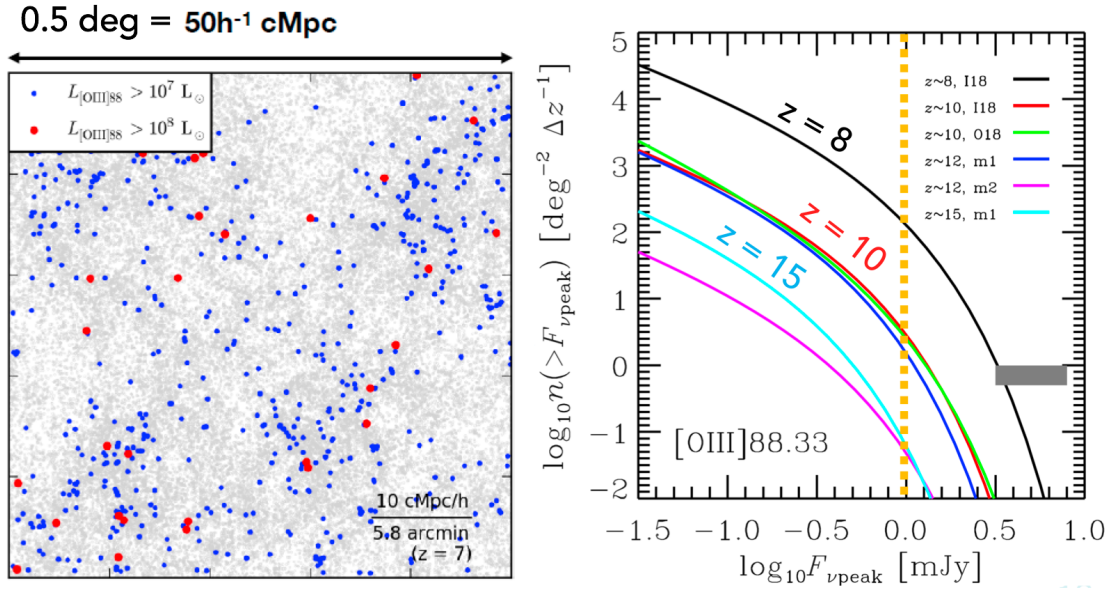 0.5 deg = 50h⁻¹ cMpc
L[OIII]88 > 10⁷ L☉
L[OIII]88 > 10⁸ L☉
10 cMpc/h
5.8 arcmin
(z = 7)
log₁₀n(>Fνpeak) [deg⁻² Δz⁻¹]
5
4
3
2
1
0
−1
−2
z~8, I18
z~10, I18
z~10, O18
z~12, m1
z~12, m2
z~15, m1
z = 8
z = 10
z = 15
[OIII]88.33
−1.5 −1.0 −0.5 0.0 0.5 1.0
log₁₀Fνpeak [mJy]